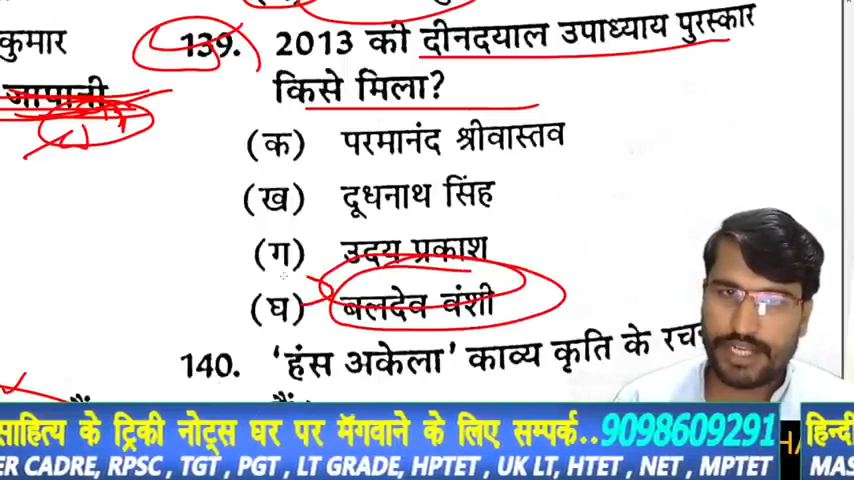 कुमार
जापानी
139. 2013 की दीनदयाल उपाध्याय पुरस्कार
किसे मिला?
(क) परमानंद श्रीवास्तव
(ख) दूधनाथ सिंह
(ग) उदय प्रकाश
(घ) बलदेव वंशी
140. 'हंस अकेला' काव्य कृति के
साहित्य के ट्रिकी नोट्स घर पर मॅगवाने के लिए सम्पर्क..9098609291
हिन्दी
ER CADRE, RPSC , TGT , PGT , LT GRADE, HPTET , UK LT, HTET , NET , MPTET
MAS